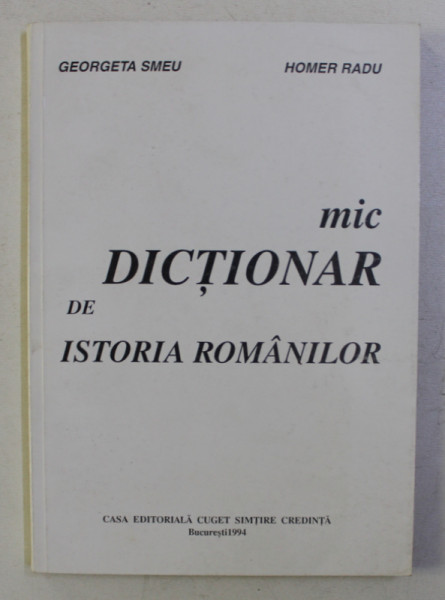 GEORGETA SMEU HOMER RADU
mic
DICȚIONAR
DE
ISTORIA ROMÂNILOR
CASA EDITORIALĂ CUGET SIMȚIRE CREDINȚĂ
București1994